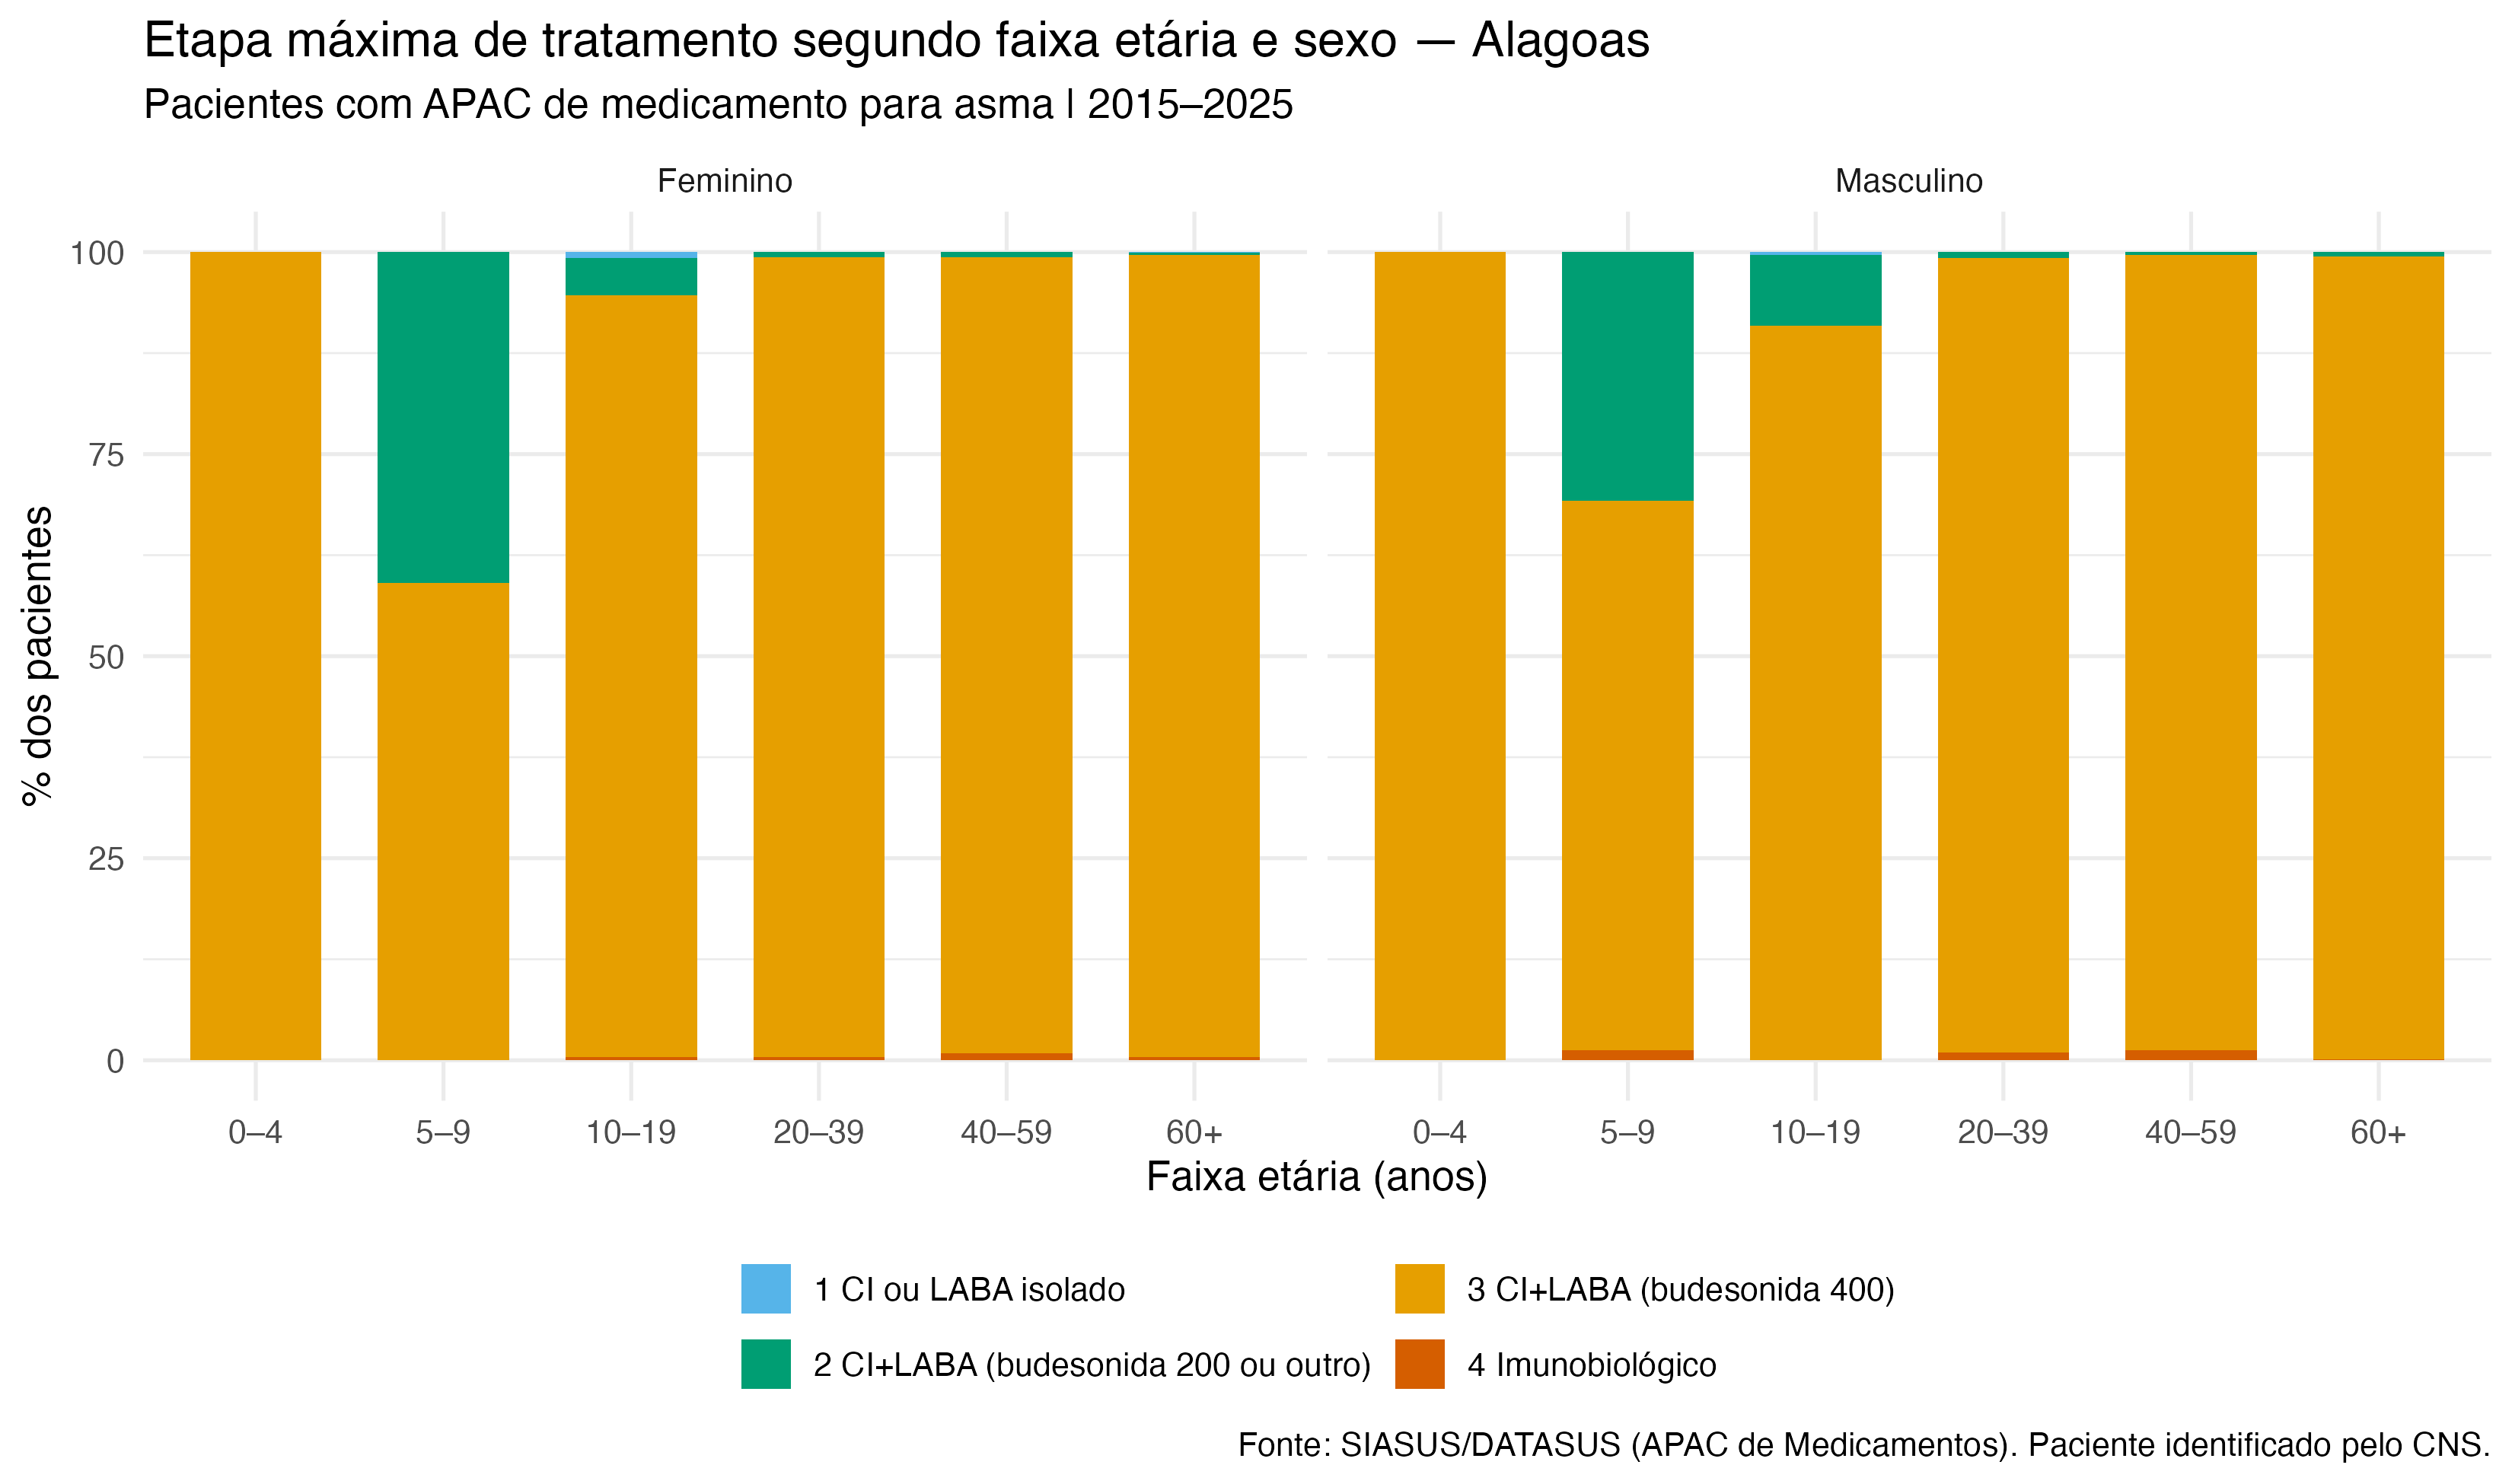 Etapa máxima de tratamento segundo faixa etária e sexo — Alagoas
Pacientes com APAC de medicamento para asma | 2015–2025
Feminino
Masculino
100
75
50
25
0
% dos pacientes
0–4 5–9 10–19 20–39 40–59 60+
0–4 5–9 10–19 20–39 40–59 60+
Faixa etária (anos)
1 CI ou LABA isolado
2 CI+LABA (budesonida 200 ou outro)
3 CI+LABA (budesonida 400)
4 Imunobiológico
Fonte: SIASUS/DATASUS (APAC de Medicamentos). Paciente identificado pelo CNS.